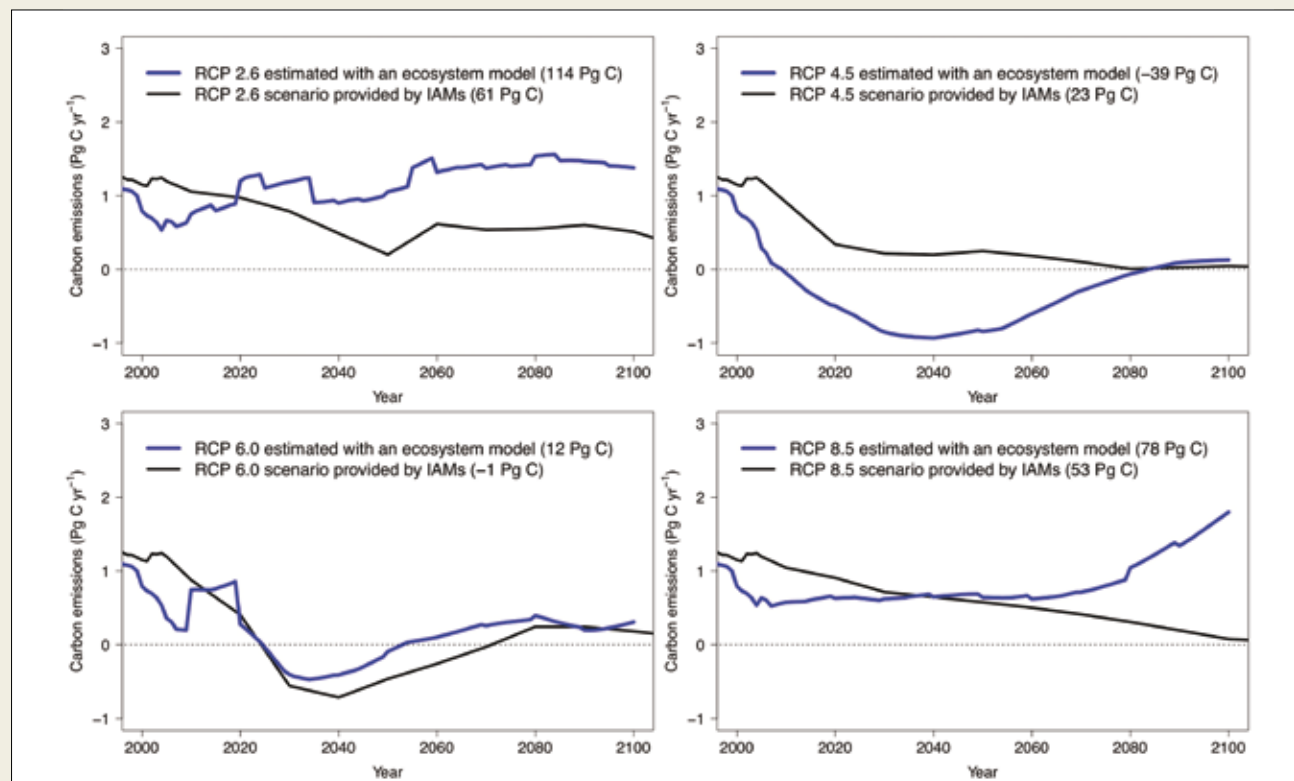 RCP 2.6 estimated with an ecosystem model (114 Pg C)
RCP 2.6 scenario provided by IAMs (61 Pg C)
Carbon emissions (Pg C yr⁻¹)
3
2
1
0
−1
2000 2020 2040 2060 2080 2100
Year
RCP 4.5 estimated with an ecosystem model (−39 Pg C)
RCP 4.5 scenario provided by IAMs (23 Pg C)
Carbon emissions (Pg C yr⁻¹)
3
2
1
0
−1
2000 2020 2040 2060 2080 2100
Year
RCP 6.0 estimated with an ecosystem model (12 Pg C)
RCP 6.0 scenario provided by IAMs (−1 Pg C)
Carbon emissions (Pg C yr⁻¹)
3
2
1
0
−1
2000 2020 2040 2060 2080 2100
Year
RCP 8.5 estimated with an ecosystem model (78 Pg C)
RCP 8.5 scenario provided by IAMs (53 Pg C)
Carbon emissions (Pg C yr⁻¹)
3
2
1
0
−1
2000 2020 2040 2060 2080 2100
Year